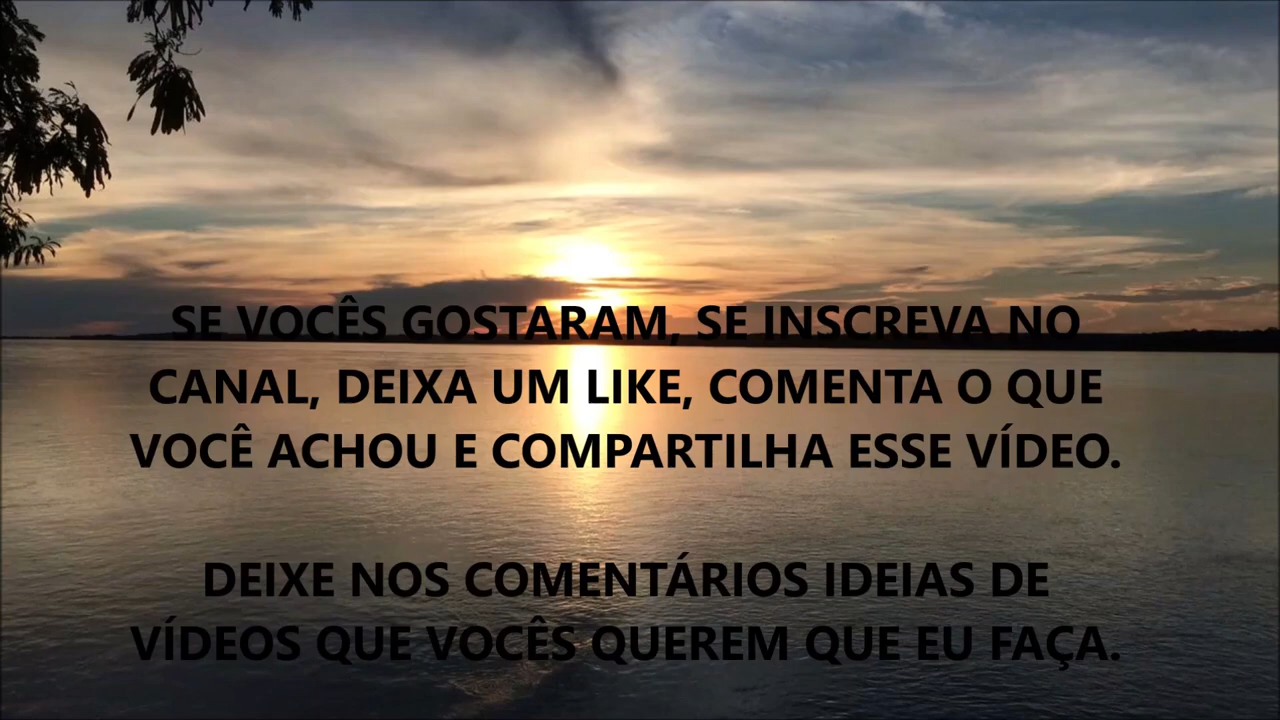 SE VOCÊS GOSTARAM, SE INSCREVA NO
CANAL, DEIXA UM LIKE, COMENTA O QUE
VOCÊ ACHOU E COMPARTILHA ESSE VÍDEO.
DEIXE NOS COMENTÁRIOS IDEIAS DE
VÍDEOS QUE VOCÊS QUEREM QUE EU FAÇA.